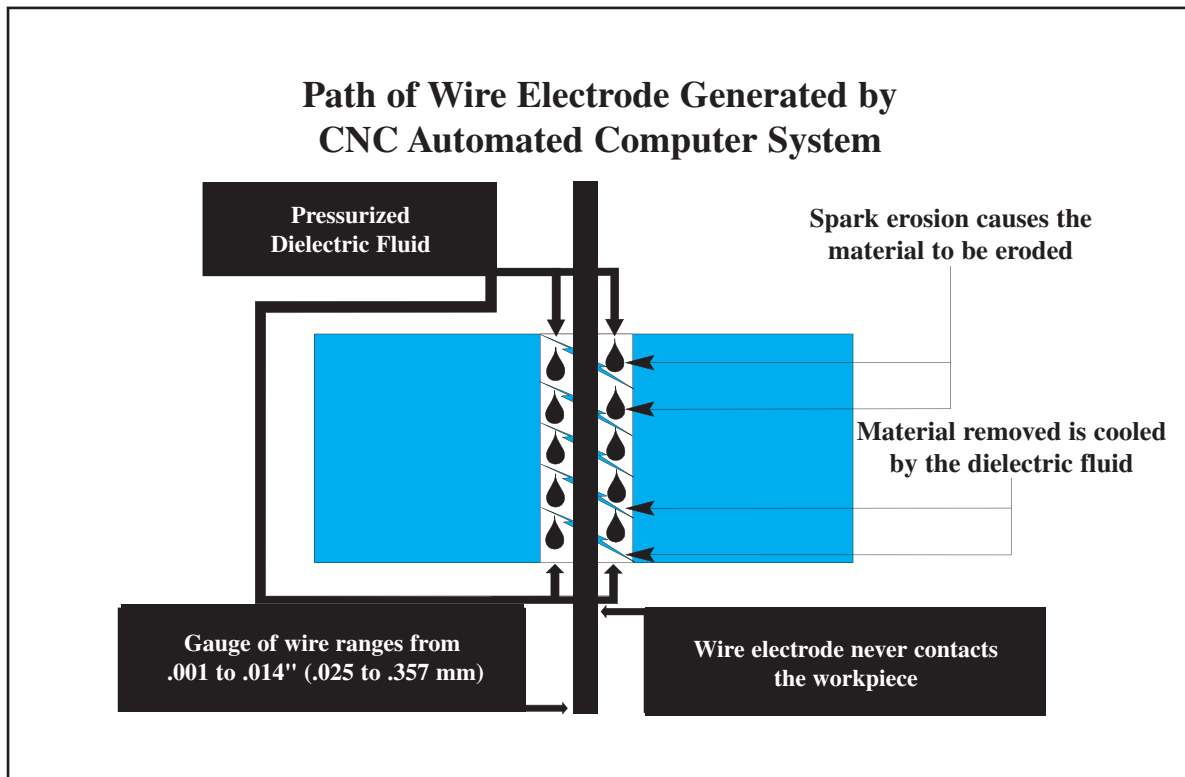 Path of Wire Electrode Generated by
CNC Automated Computer System
Pressurized
Dielectric Fluid
Spark erosion causes the
material to be eroded
Material removed is cooled
by the dielectric fluid
Gauge of wire ranges from
.001 to .014" (.025 to .357 mm)
Wire electrode never contacts
the workpiece